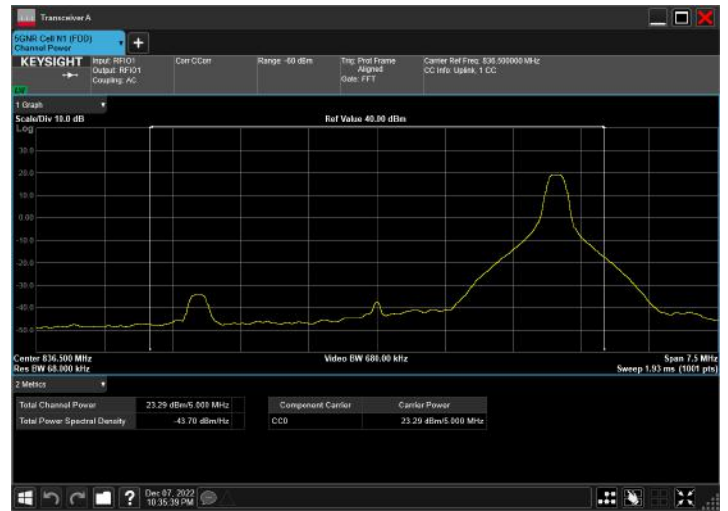 Transceiver A
5GNR Cell N1 (FDD)
Channel Power
KEYSIGHT
Input: RFIO1
Output: RFIO1
Coupling: AC
Corr CCorr
Range -60 dBm
Trig: Prot Frame
Aligned
Gate: FFT
Carrier Ref Freq: 836.500000 MHz
CC Info: Uplink, 1 CC
1 Graph
Scale/Div 10.0 dB
Ref Value 40.00 dBm
Log
30.0
20.0
10.0
0.00
-10.0
-20.0
-30.0
-40.0
-50.0
Center 836.500 MHz
Video BW 680.00 kHz
Span 7.5 MHz
Res BW 68.000 kHz
Sweep 1.93 ms (1001 pts)
2 Metrics
Total Channel Power 23.29 dBm/5.000 MHz
Total Power Spectral Density -43.70 dBm/Hz
Component Carrier Carrier Power
CC0 23.29 dBm/5.000 MHz
?
Dec 07, 2022
10:35:39 PM